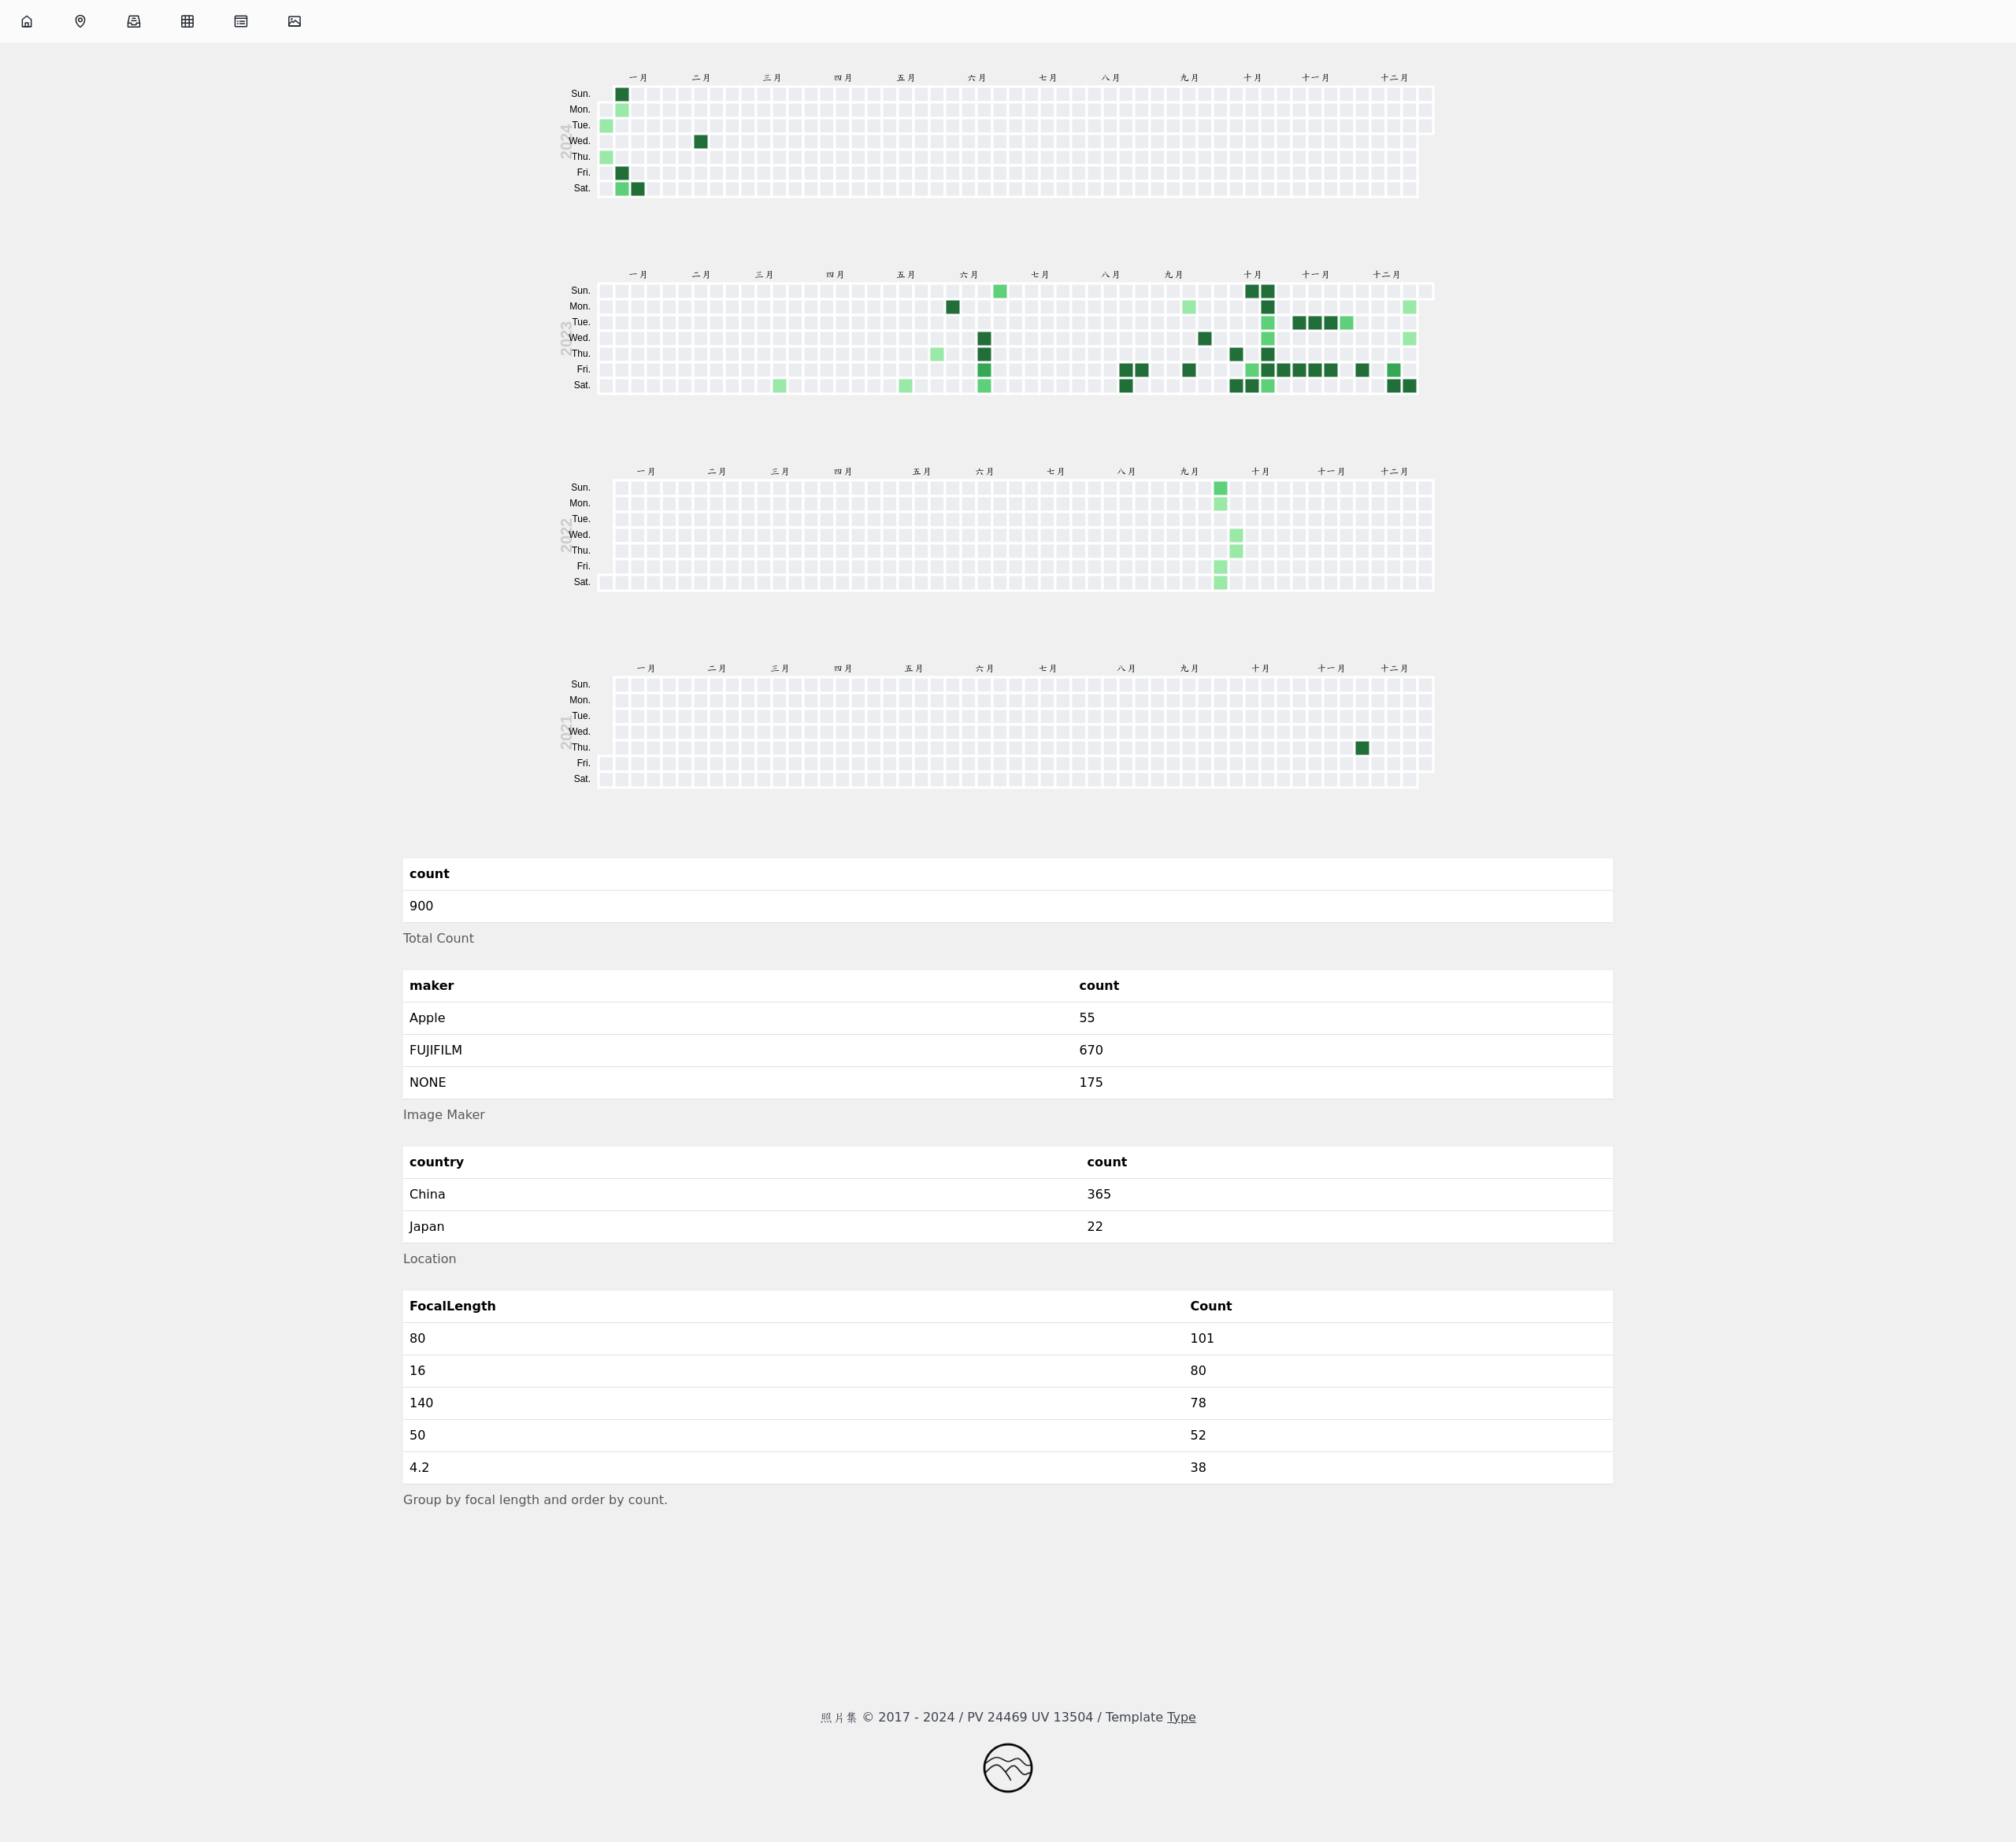 一月 二月 三月 四月 五月 六月 七月 八月 九月 十月 十一月 十二月
2024
Sun.
Mon.
Tue.
Wed.
Thu.
Fri.
Sat.
一月 二月 三月 四月 五月 六月 七月 八月 九月 十月 十一月 十二月
2023
Sun.
Mon.
Tue.
Wed.
Thu.
Fri.
Sat.
一月 二月 三月 四月 五月 六月 七月 八月 九月 十月 十一月 十二月
2022
Sun.
Mon.
Tue.
Wed.
Thu.
Fri.
Sat.
一月 二月 三月 四月 五月 六月 七月 八月 九月 十月 十一月 十二月
2021
Sun.
Mon.
Tue.
Wed.
Thu.
Fri.
Sat.
count
900
Total Count
maker count
Apple 55
FUJIFILM 670
NONE 175
Image Maker
country count
China 365
Japan 22
Location
FocalLength Count
80 101
16 80
140 78
50 52
4.2 38
Group by focal length and order by count.
照片集 © 2017 - 2024 / PV 24469 UV 13504 / Template Type